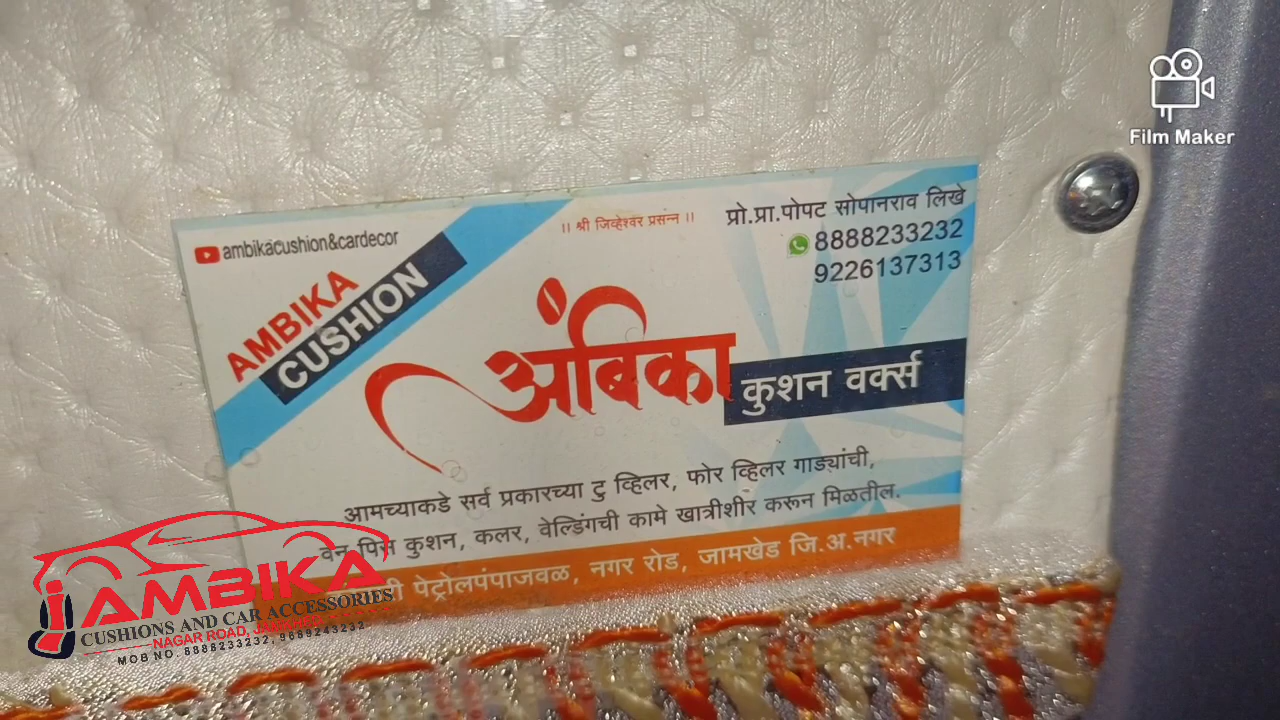 Film Maker
ambikacushion&cardecor
।। श्री जिव्हेश्वर प्रसन्न ।।
प्रो.प्रा.पोपट सोपानराव लिखे
8888233232
9226137313
AMBIKA
CUSHION
अंबिका
कुशन वर्क्स
आमच्याकडे सर्व प्रकारच्या टु व्हिलर, फोर व्हिलर गाड्यांची,
वेन पिस कुशन, कलर, वेल्डिंगची कामे खात्रीशीर करून मिळतील.
पेट्रोलपंपाजवळ, नगर रोड, जामखेड जि.अ.नगर
AMBIKA
CUSHIONS AND CAR ACCESSORIES
NAGAR ROAD, JAMKHED
MOB NO. 8888233232, 9689243232